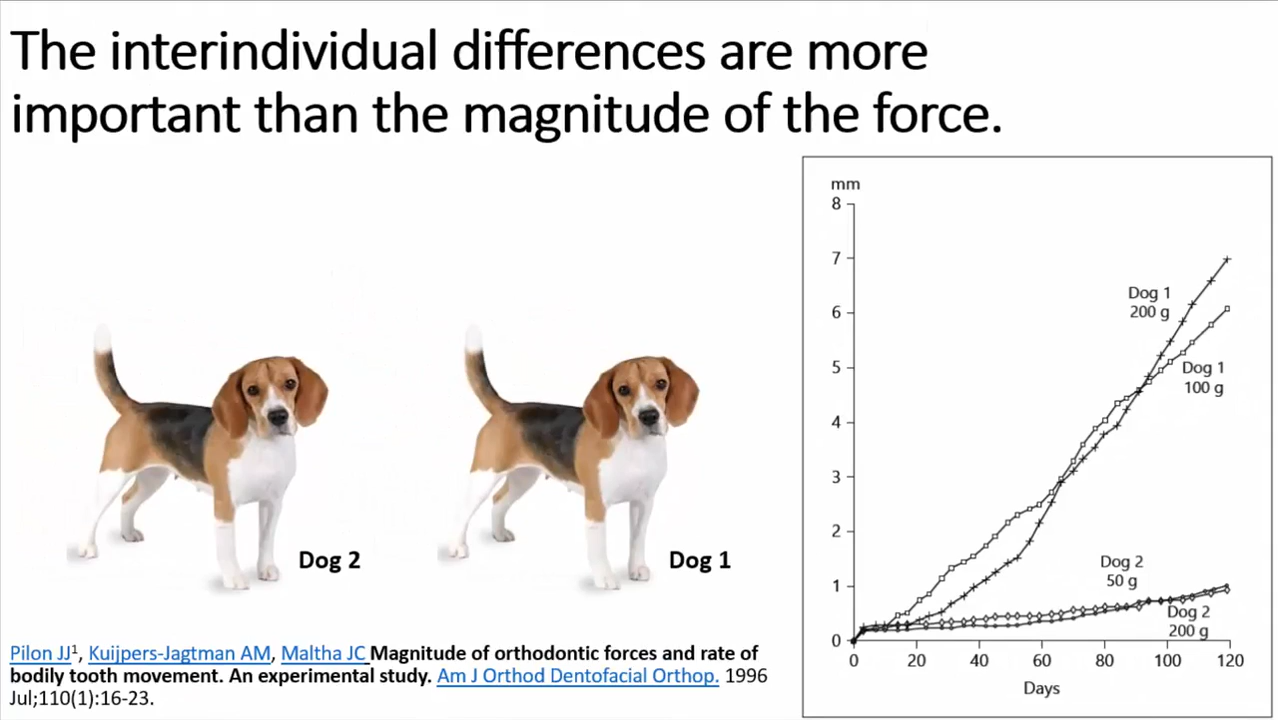 The interindividual differences are more
important than the magnitude of the force.
mm
8
7
6
5
4
3
2
1
0
Dog 1
200 g
Dog 1
100 g
Dog 2
50 g
Dog 2
200 g
0 20 40 60 80 100 120
Days
Dog 2
Dog 1
Pilon JJ¹, Kuijpers-Jagtman AM, Maltha JC Magnitude of orthodontic forces and rate of
bodily tooth movement. An experimental study. Am J Orthod Dentofacial Orthop. 1996
Jul;110(1):16-23.